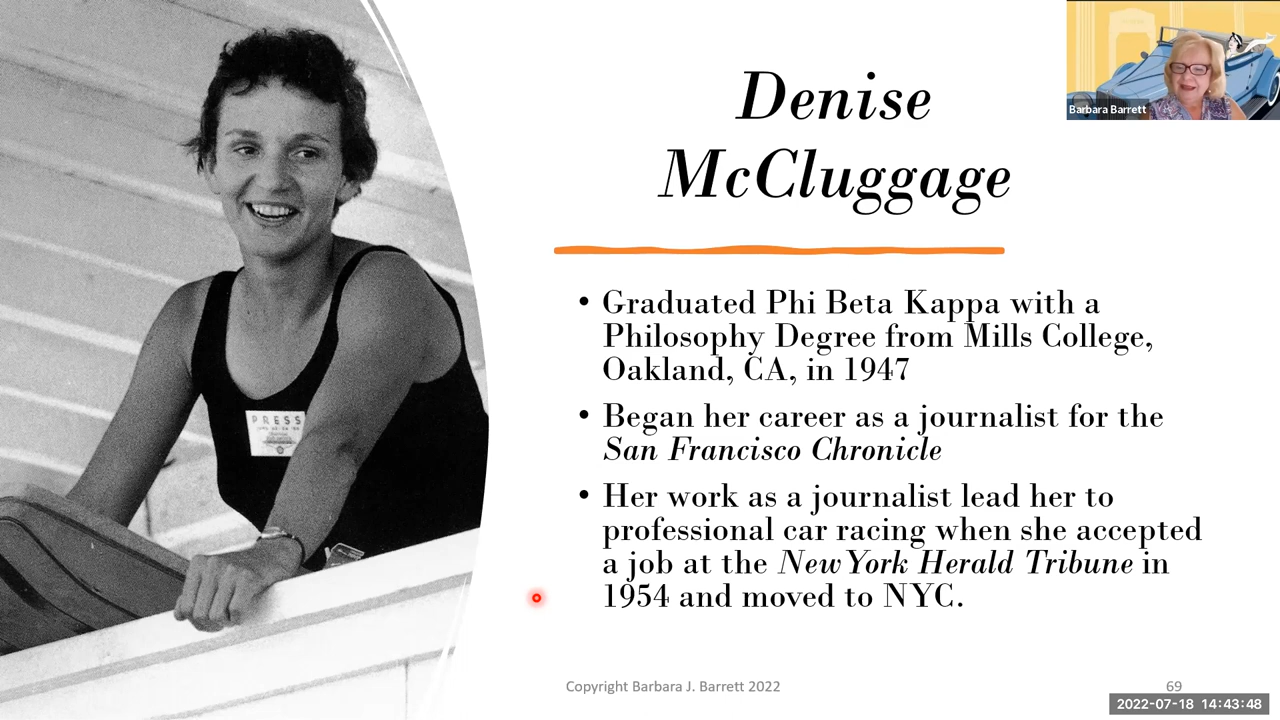 Denise
McCluggage
Barbara Barrett
• Graduated Phi Beta Kappa with a
Philosophy Degree from Mills College,
Oakland, CA, in 1947
• Began her career as a journalist for the
San Francisco Chronicle
• Her work as a journalist lead her to
professional car racing when she accepted
a job at the New York Herald Tribune in
1954 and moved to NYC.
PRESS
Copyright Barbara J. Barrett 2022
69
2022-07-18 14:43:48